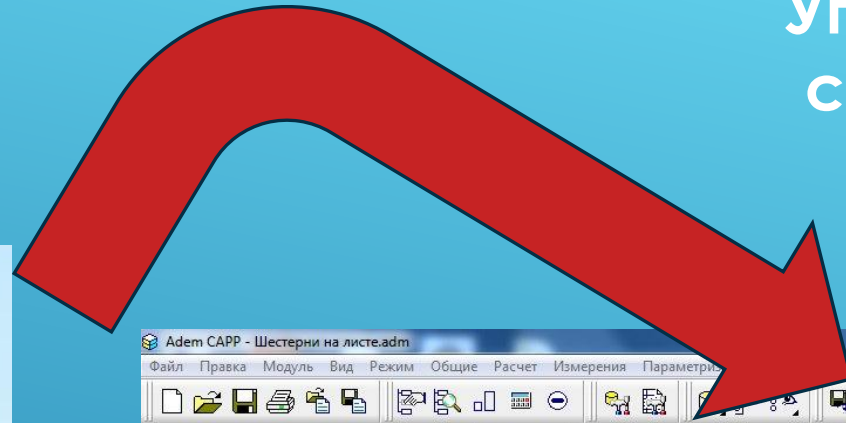 Adem CAPP - Шестерни на листе.adm
Файл Правка Модуль Вид Режим Общие Расчет Измерения